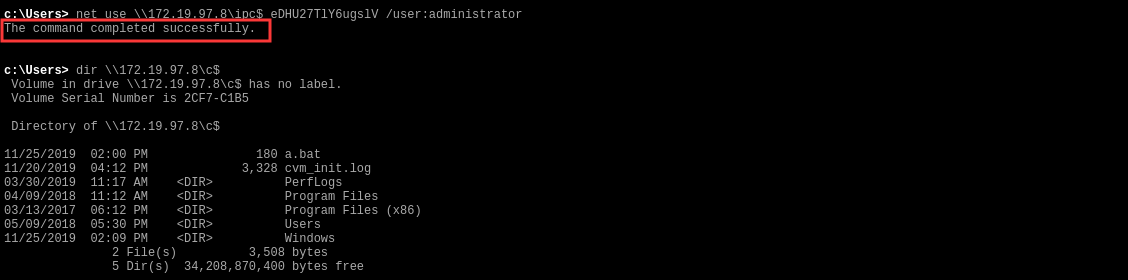 c:\Users> net use \\172.19.97.8\ipc$ eDHU27TlY6ugslV /user:administrator
The command completed successfully.
c:\Users> dir \\172.19.97.8\c$
Volume in drive \\172.19.97.8\c$ has no label.
Volume Serial Number is 2CF7-C1B5
Directory of \\172.19.97.8\c$
11/25/2019  02:00 PM               180 a.bat
11/20/2019  04:12 PM             3,328 cvm_init.log
03/30/2019  11:17 AM    <DIR>          PerfLogs
04/09/2018  11:12 AM    <DIR>          Program Files
03/13/2017  06:12 PM    <DIR>          Program Files (x86)
05/09/2018  05:30 PM    <DIR>          Users
11/25/2019  02:09 PM    <DIR>          Windows
2 File(s)          3,508 bytes
5 Dir(s)  34,208,870,400 bytes free